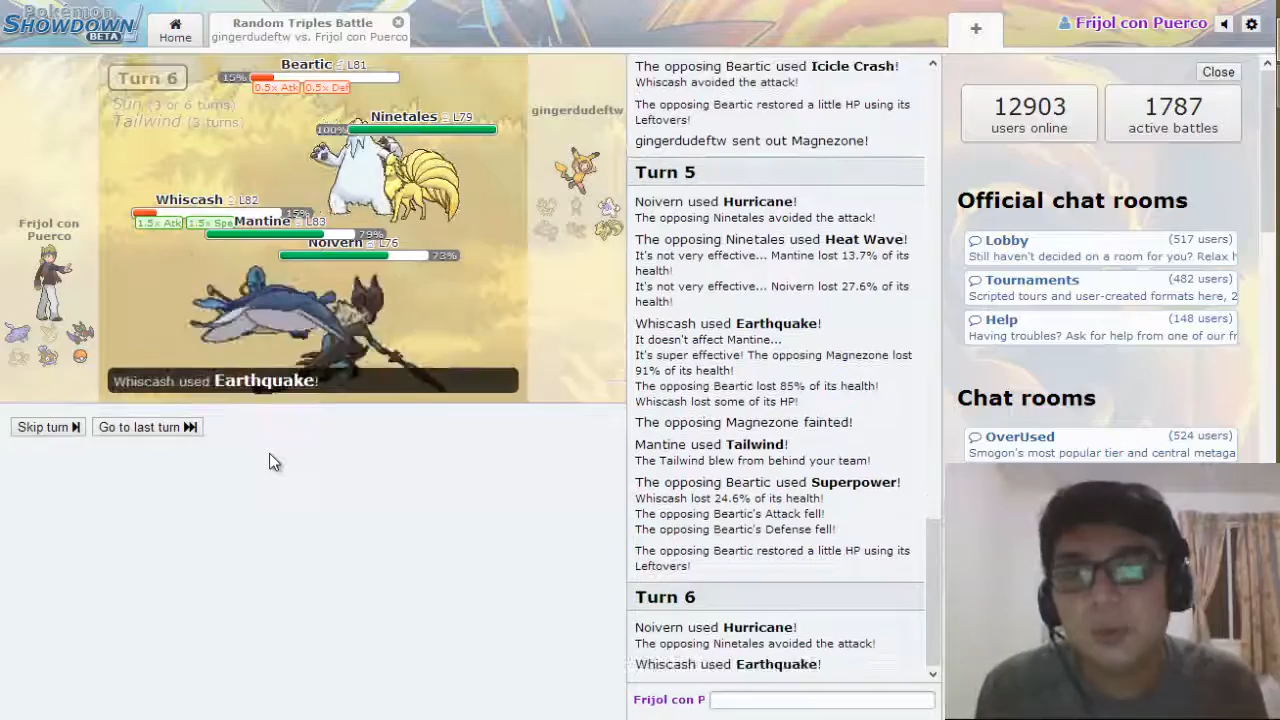 Pokémon
SHOWDOWN!
BETA
Home
Random Triples Battle
gingerdudeftw vs. Frijol con Puerco
+
Frijol con Puerco
Turn 6
Sun (3 or 6 turns)
Tailwind (3 turns)
Beartic L81
15%
0.5x Atk 0.5x Def
Ninetales L79
100%
gingerdudeftw
Whiscash L82
15%
1.5x Atk 1.5x Spe
Mantine L83
79%
Noivern L75
73%
Frijol con
Puerco
Whiscash used Earthquake!
Skip turn
Go to last turn
The opposing Beartic used Icicle Crash!
Whiscash avoided the attack!
The opposing Beartic restored a little HP using its
Leftovers!
gingerdudeftw sent out Magnezone!
Turn 5
Noivern used Hurricane!
The opposing Ninetales avoided the attack!
The opposing Ninetales used Heat Wave!
It's not very effective... Mantine lost 13.7% of its
health!
It's not very effective... Noivern lost 27.6% of its
health!
Whiscash used Earthquake!
It doesn't affect Mantine...
It's super effective! The opposing Magnezone lost
91% of its health!
The opposing Beartic lost 85% of its health!
Whiscash lost some of its HP!
The opposing Magnezone fainted!
Mantine used Tailwind!
The Tailwind blew from behind your team!
The opposing Beartic used Superpower!
Whiscash lost 24.6% of its health!
The opposing Beartic's Attack fell!
The opposing Beartic's Defense fell!
The opposing Beartic restored a little HP using its
Leftovers!
Turn 6
Noivern used Hurricane!
The opposing Ninetales avoided the attack!
Whiscash used Earthquake!
Frijol con P
Close
12903
users online
1787
active battles
Official chat rooms
Lobby (517 users)
Still haven't decided on a room for you? Relax
Tournaments (482 users)
Scripted tours and user-created formats here, 2
Help (148 users)
Having troubles? Ask for help from one of our fr
Chat rooms
OverUsed (524 users)
Smogon's most popular tier and central metaga